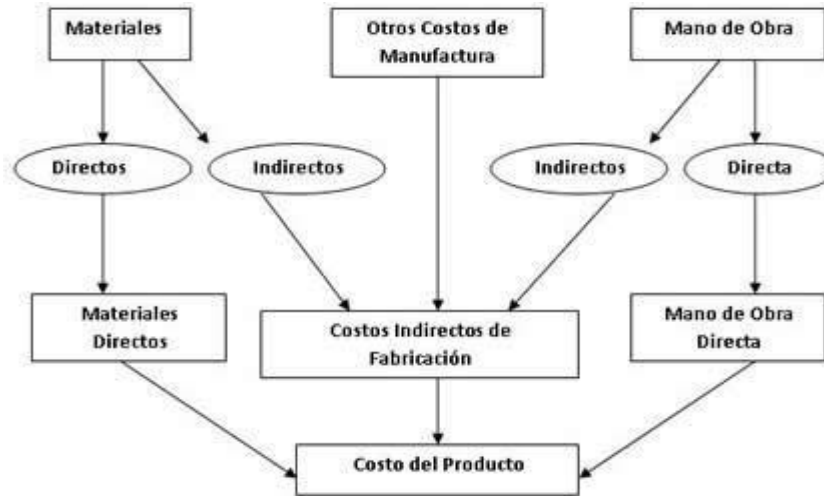 Materiales
Otros Costos de
Manufactura
Mano de Obra
Directos
Indirectos
Indirectos
Directa
Materiales
Directos
Costos Indirectos de
Fabricación
Mano de Obra
Directa
Costo del Producto